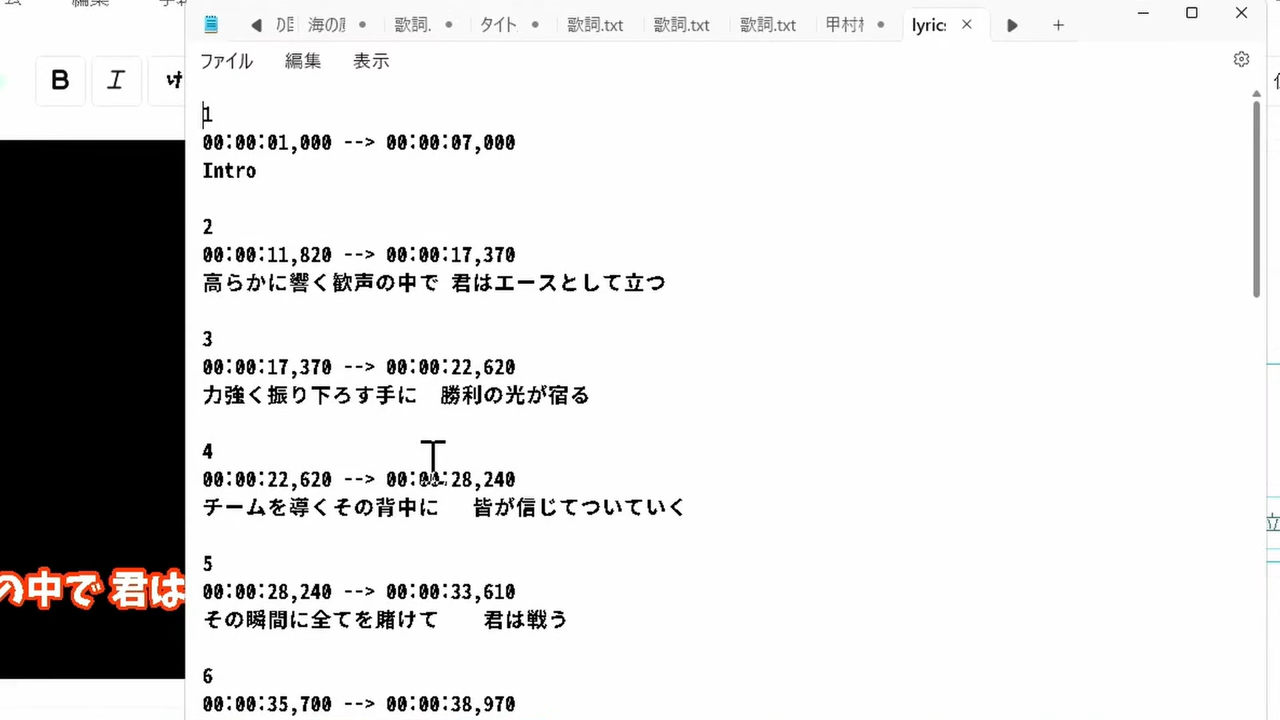 海の
歌詞.
タイト
歌詞.txt
歌詞.txt
歌詞.txt
甲村
lyric
ファイル 編集 表示
B I
1
00:00:01,000 --> 00:00:07,000
Intro
2
00:00:11,820 --> 00:00:17,370
高らかに響く歓声の中で 君はエースとして立つ
3
00:00:17,370 --> 00:00:22,620
力強く振り下ろす手に　勝利の光が宿る
4
00:00:22,620 --> 00:00:28,240
チームを導くその背中に　 皆が信じてついていく
5
00:00:28,240 --> 00:00:33,610
その瞬間に全てを賭けて　　君は戦う
6
00:00:35,700 --> 00:00:38,970
の中で 君は